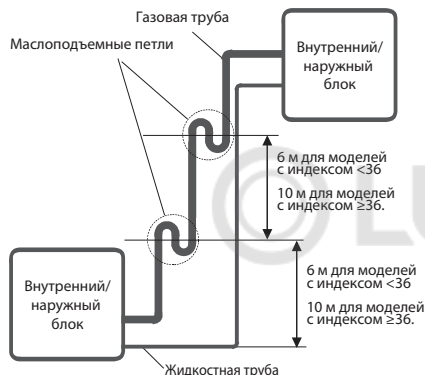 Газовая труба
Маслоподъемные петли
Внутренний/
наружный
блок
6 м для моделей
с индексом <36
10 м для моделей
с индексом ≥36.
Внутренний/
наружный
блок
6 м для моделей
с индексом <36
10 м для моделей
с индексом ≥36.
Жидкостная труба